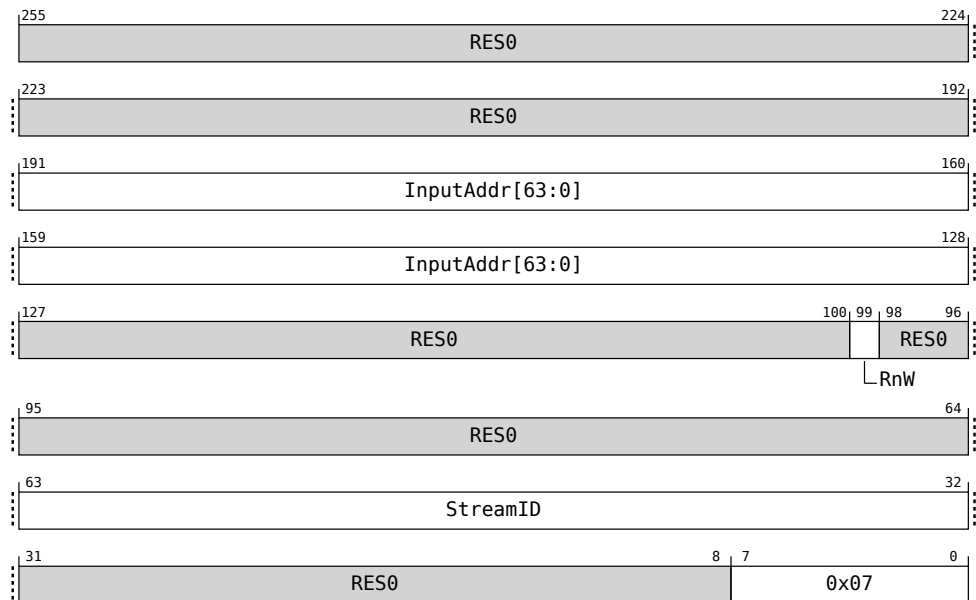 255 224
RES0
223 192
RES0
191 160
InputAddr[63:0]
159 128
InputAddr[63:0]
127 100 99 98 96
RES0 RES0
RnW
95 64
RES0
63 32
StreamID
31 8 7 0
RES0 0x07